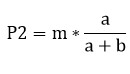 P2 = m * a / (a + b)